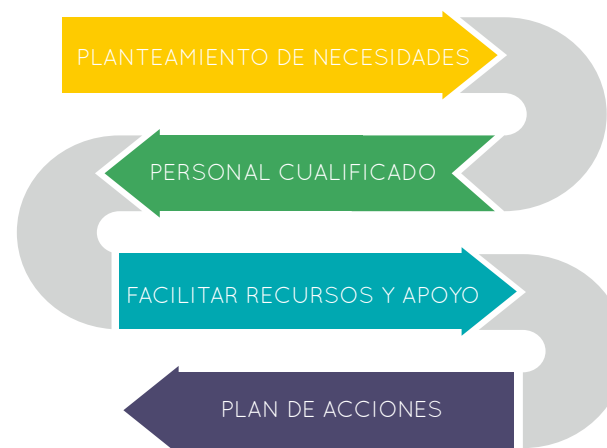 PLANTEAMIENTO DE NECESIDADES
PERSONAL CUALIFICADO
FACILITAR RECURSOS Y APOYO
PLAN DE ACCIONES